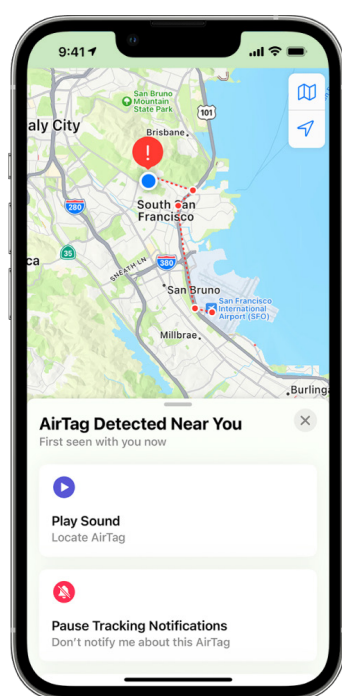 9:41
San Bruno
Mountain
State Park
101
aly City
Brisbane
!
South San
Francisco
280
35
ca
SNEATH LN
380
San Bruno
San Francisco
International
Airport (SFO)
Millbrae
Burling
AirTag Detected Near You
First seen with you now
Play Sound
Locate AirTag
Pause Tracking Notifications
Don't notify me about this AirTag